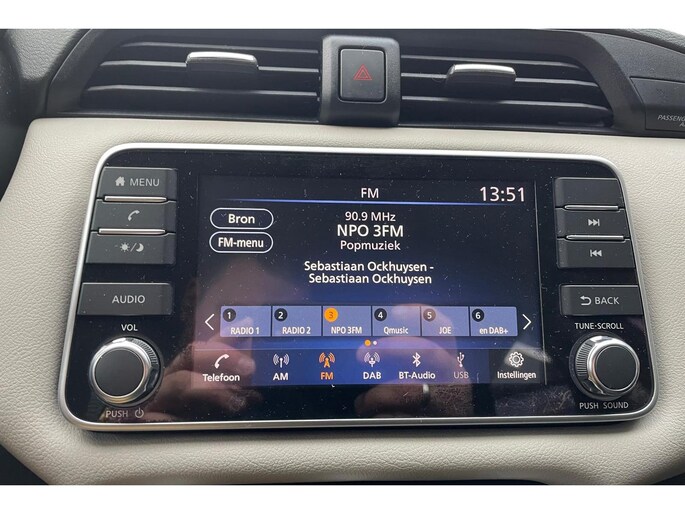 PASSENG
FM 13:51
MENU
Bron
90.9 MHz
NPO 3FM
FM-menu
Popmuziek
Sebastiaan Ockhuysen -
Sebastiaan Ockhuysen
AUDIO
BACK
1 2 3 4 5 6
RADIO 1 RADIO 2 NPO 3FM Qmusic JOE en DAB+
VOL
TUNE·SCROLL
Telefoon AM FM DAB BT-Audio USB Instellingen
PUSH
PUSH SOUND